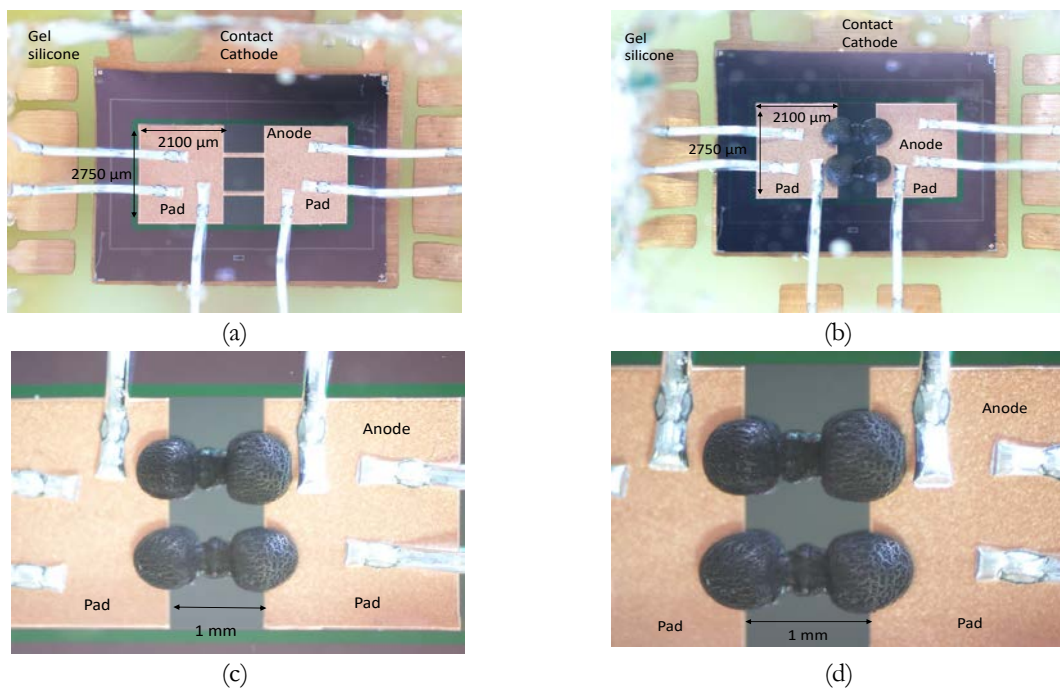 Gel
silicone
Contact
Cathode
Anode
2100 µm
2750 µm
Pad
Pad
(a)
Gel
silicone
Contact
Cathode
2100 µm
Anode
2750 µm
Pad
Pad
(b)
Anode
Pad
Pad
1 mm
(c)
Anode
Pad
Pad
1 mm
(d)